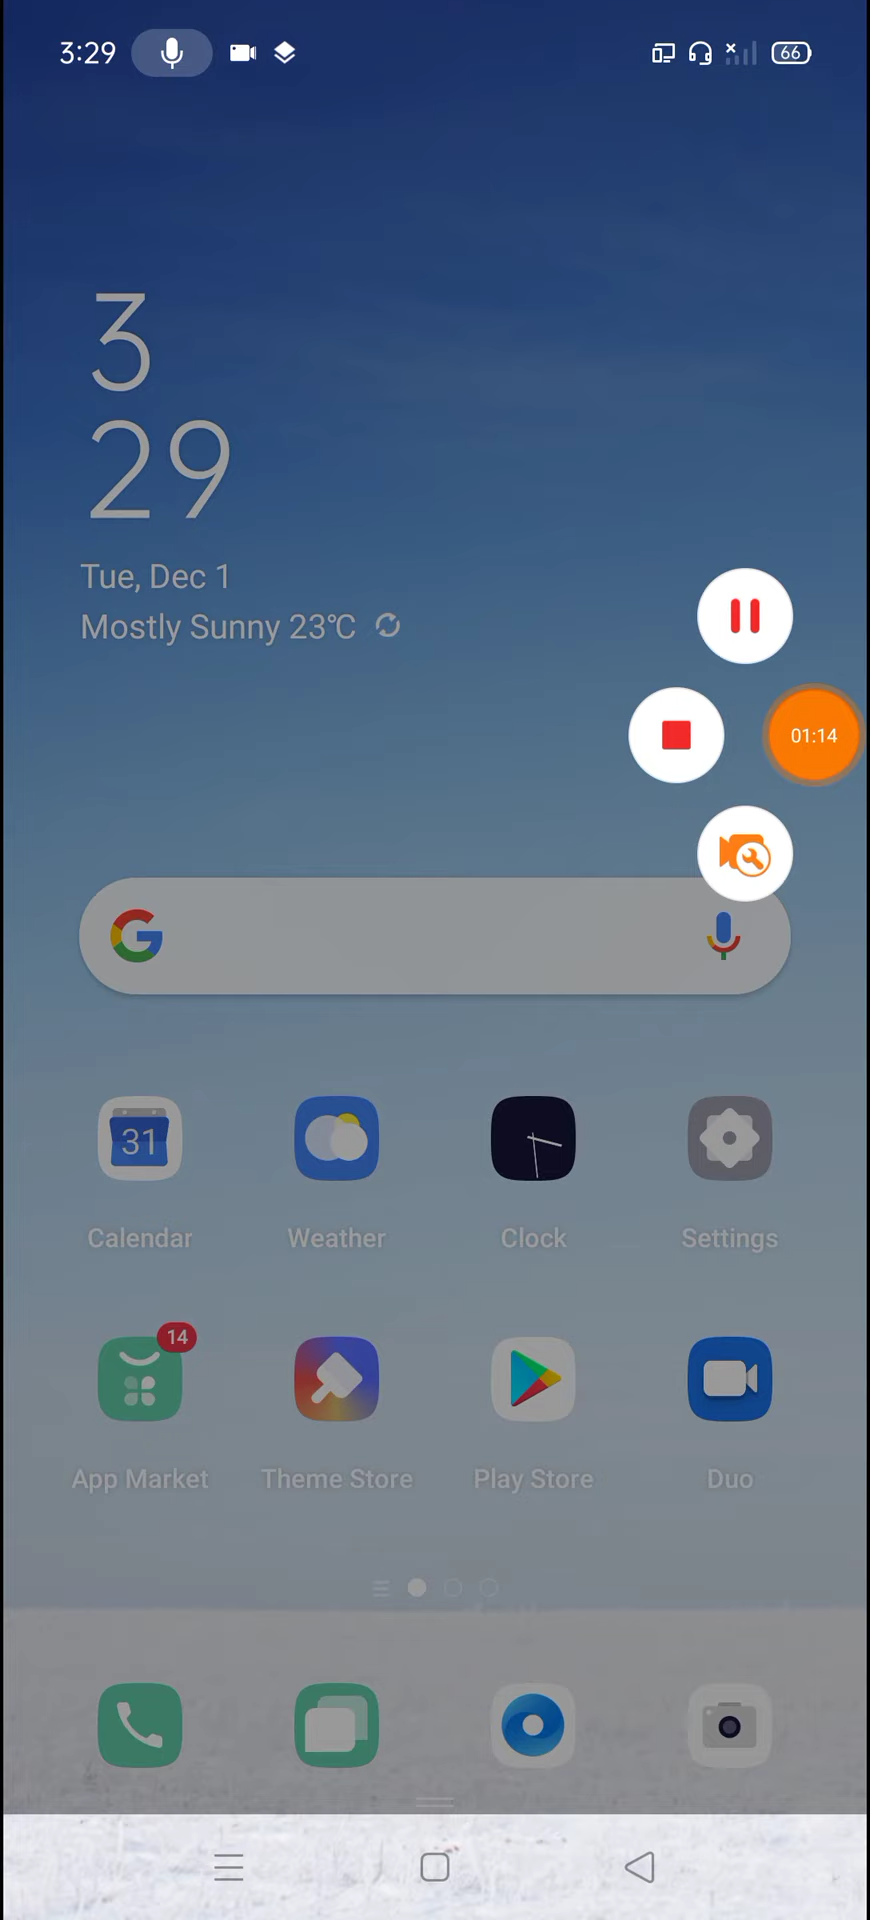 3:29
66
3
29
Tue, Dec 1
Mostly Sunny 23℃
01:14
31
Calendar
Weather
Clock
Settings
14
App Market
Theme Store
Play Store
Duo